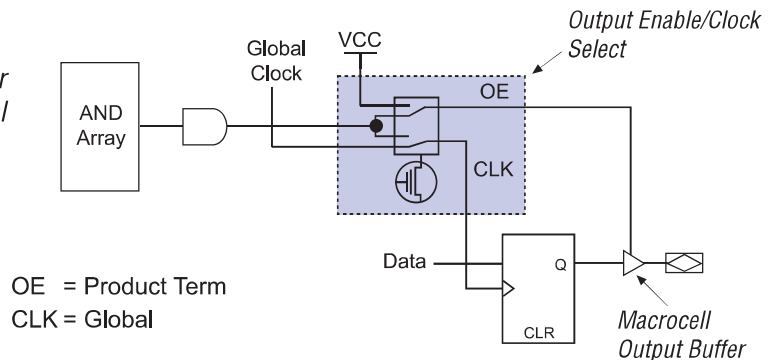 Output Enable/Clock
Select
Global
Clock
VCC
r
l
AND
Array
OE
CLK
Data
Q
CLR
OE = Product Term
CLK = Global
Macrocell
Output Buffer